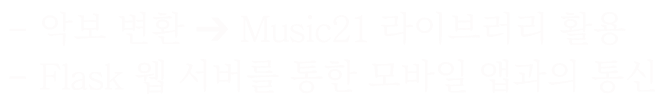 - 악보 변환 → Music21 라이브러리 활용
- Flask 웹 서버를 통한 모바일 앱과의 통신